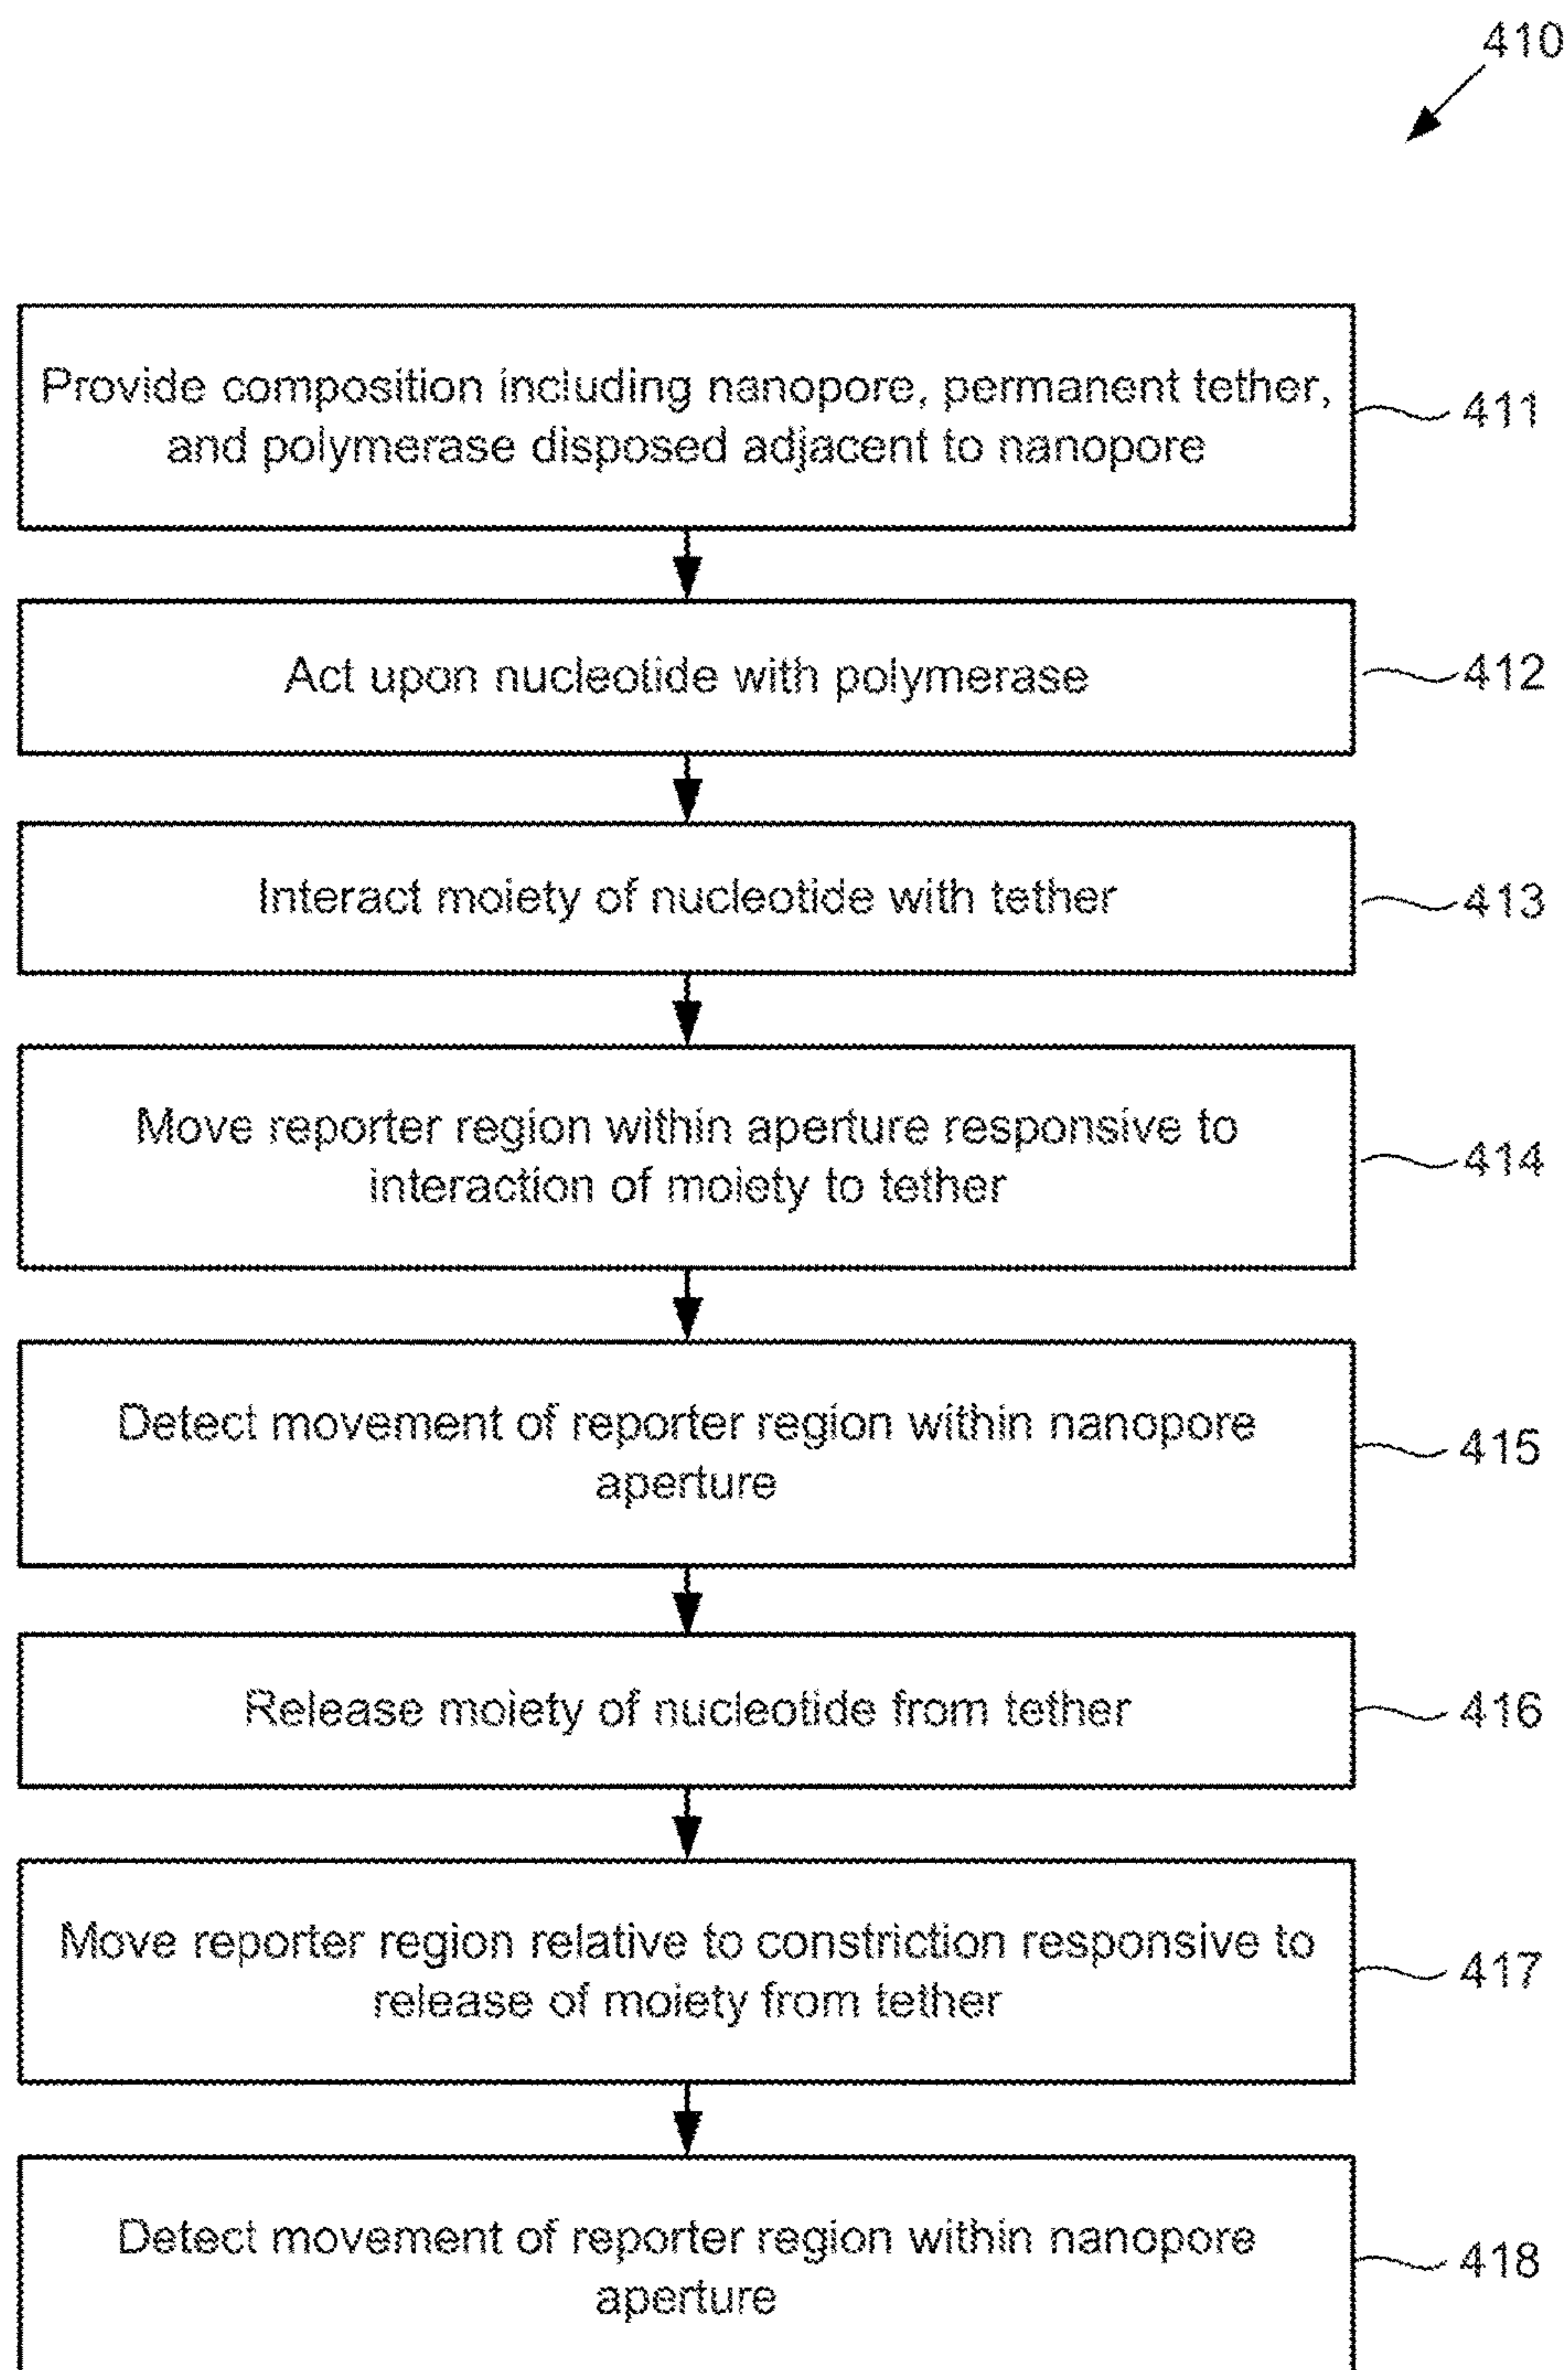 410
Provide composition including nanopore, permanent tether,
and polymerase disposed adjacent to nanopore
411
Act upon nucleotide with polymerase
412
Interact moiety of nucleotide with tether
413
Move reporter region within aperture responsive to
interaction of moiety to tether
414
Detect movement of reporter region within nanopore
aperture
415
Release moiety of nucleotide from tether
416
Move reporter region relative to constriction responsive to
release of moiety from tether
417
Detect movement of reporter region within nanopore
aperture
418